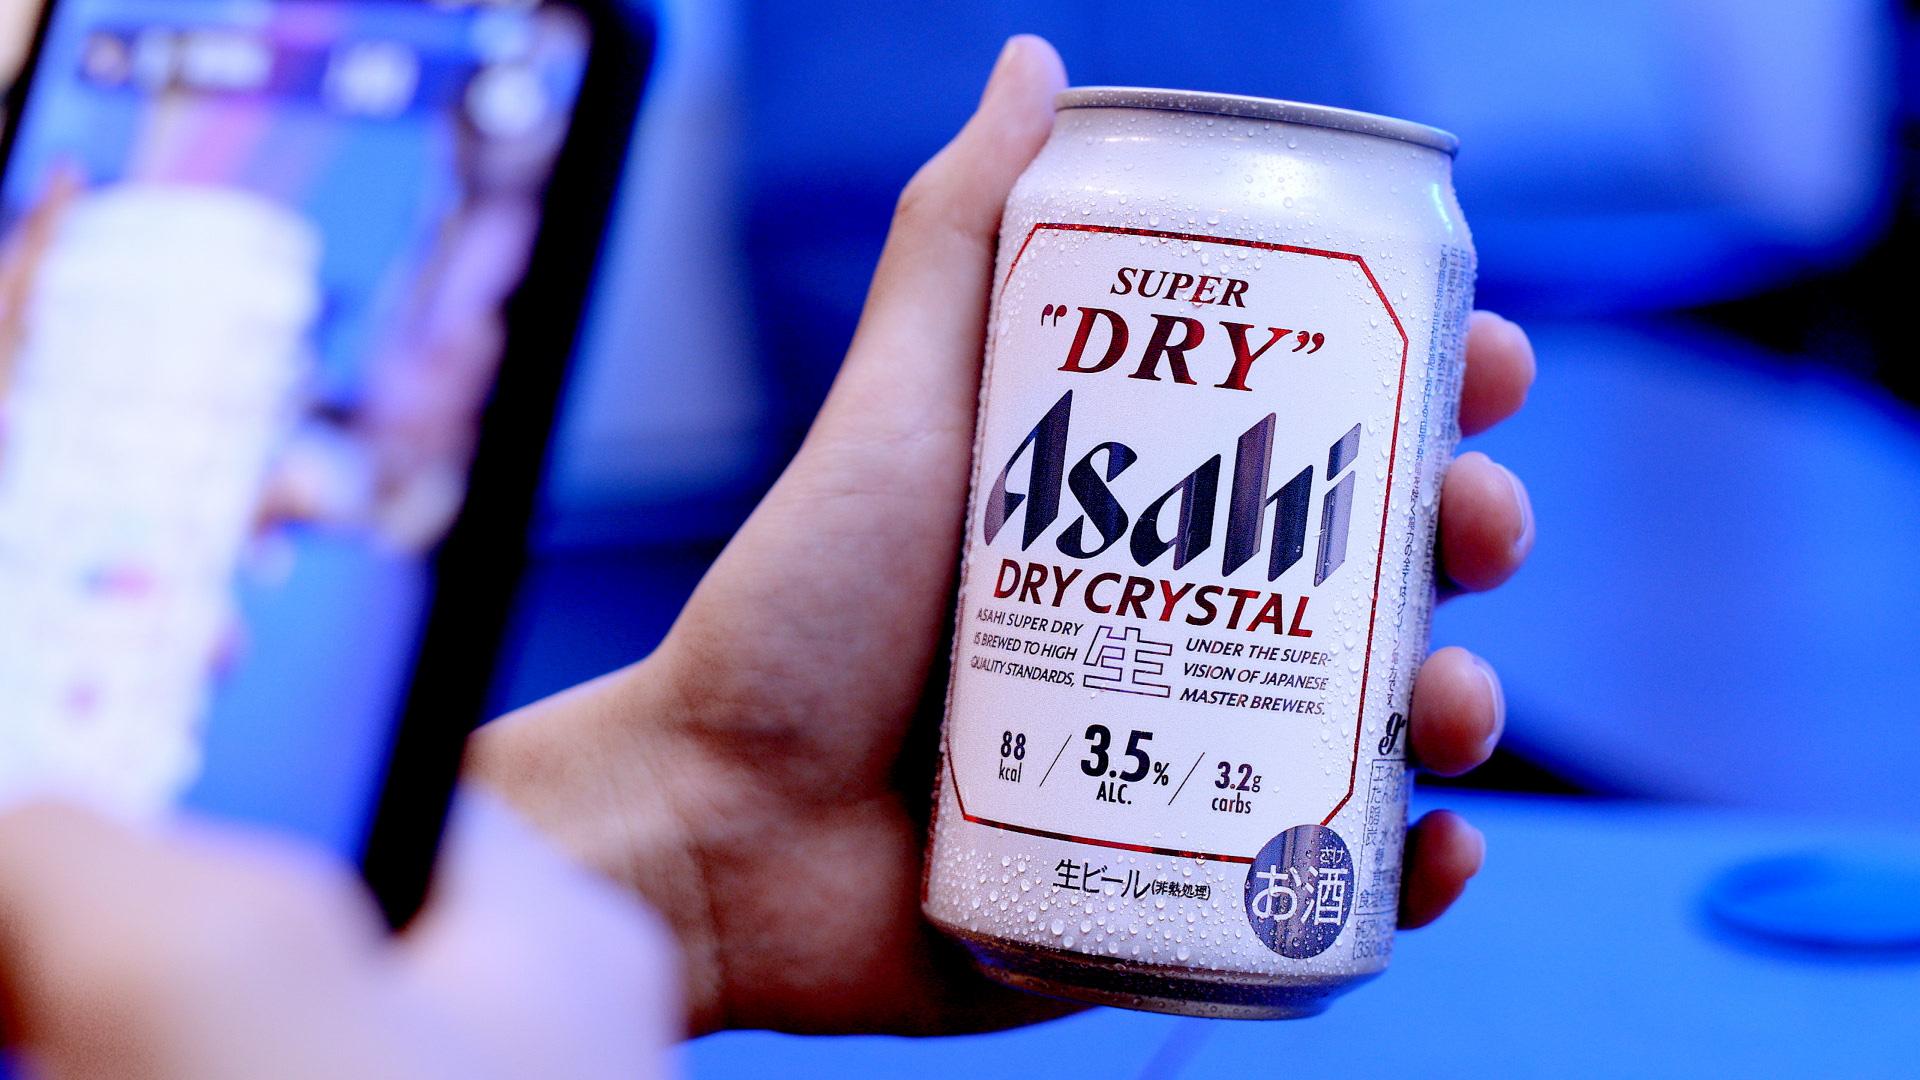 SUPER
"DRY"
Asahi
DRY CRYSTAL
ASAHI SUPER DRY
IS BREWED TO HIGH
QUALITY STANDARDS,
生
UNDER THE SUPER-
VISION OF JAPANESE
MASTER BREWERS.
88
kcal
3.5%
ALC.
3.2g
carbs
生ビール(非熱処理)
さけ
お酒